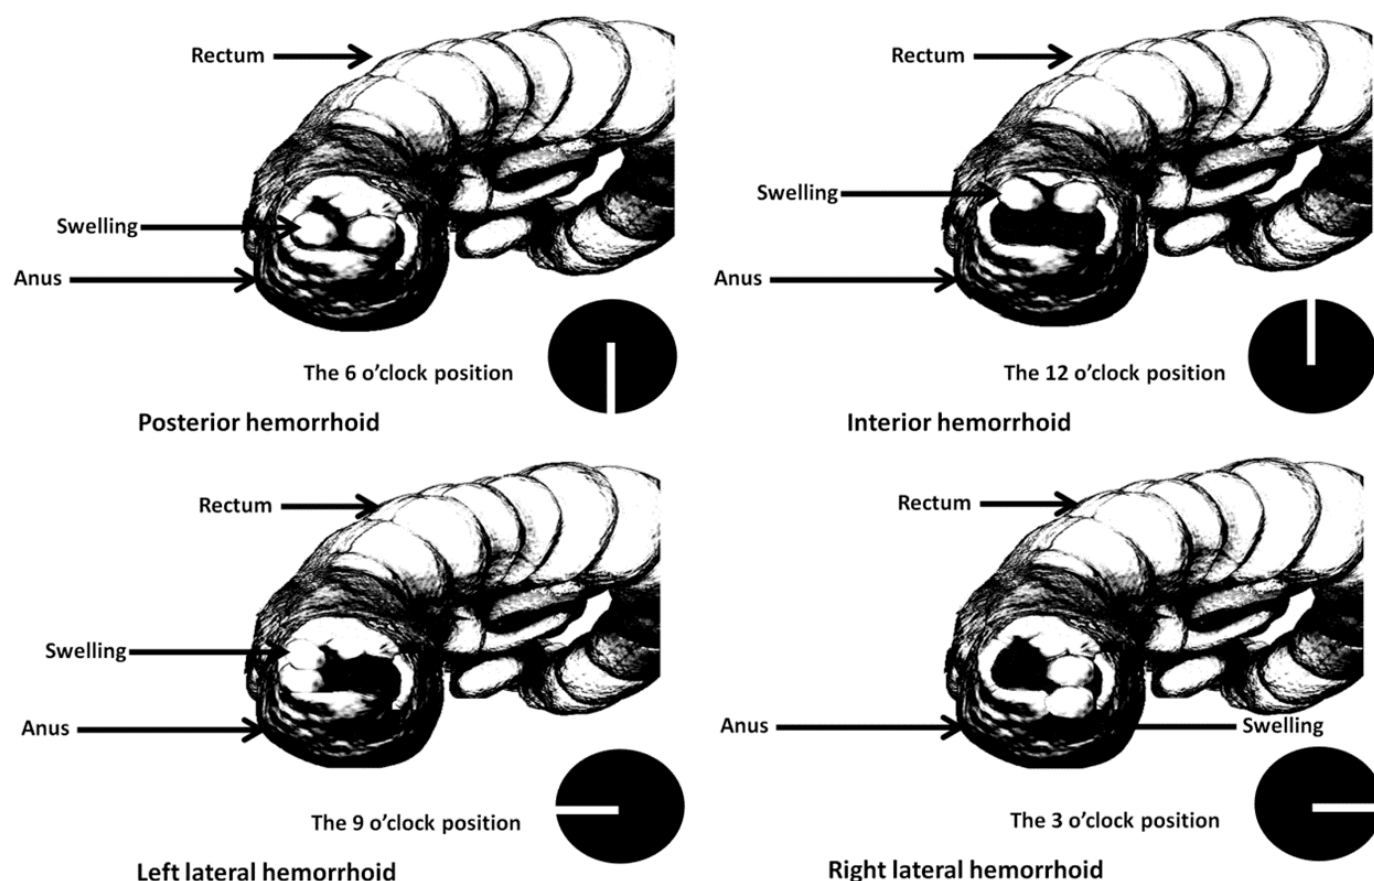 Rectum
Swelling
Anus
The 6 o'clock position
Posterior hemorrhoid
Rectum
Swelling
Anus
The 12 o'clock position
Interior hemorrhoid
Rectum
Swelling
Anus
The 9 o'clock position
Left lateral hemorrhoid
Rectum
Anus
Swelling
The 3 o'clock position
Right lateral hemorrhoid